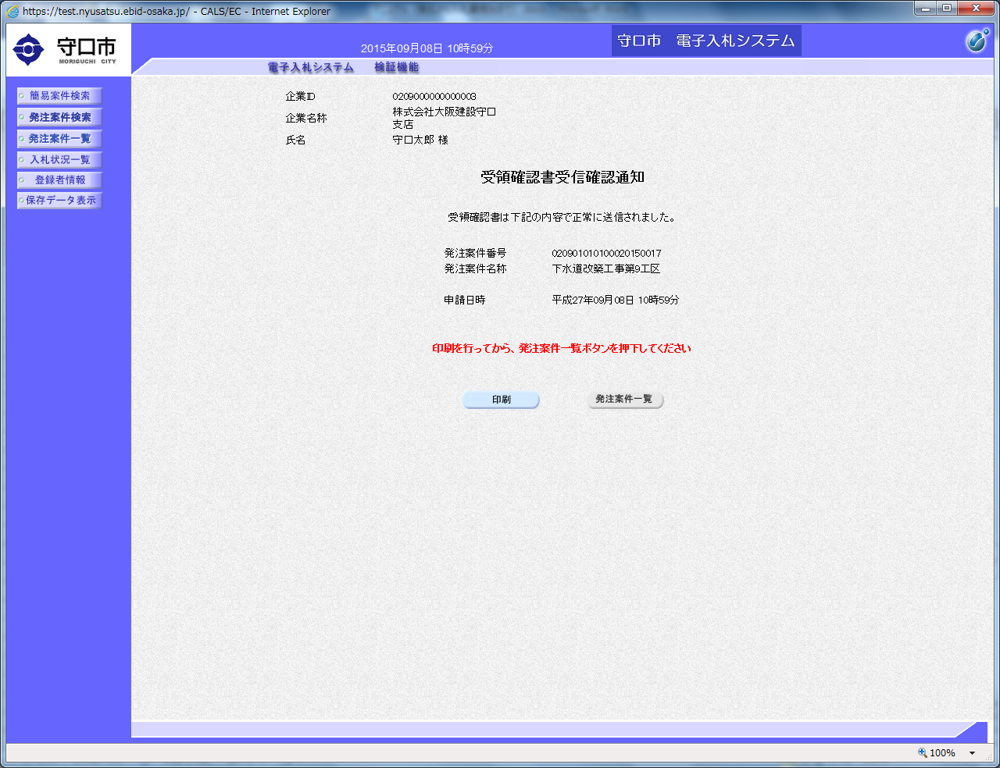 https://test.nyusatsu.ebid-osaka.jp/ - CALS/EC - Internet Explorer
守口市
MORIGUCHI CITY
2015年09月08日 10時59分
守口市　電子入札システム
電子入札システム
検証機能
簡易案件検索
発注案件検索
発注案件一覧
入札状況一覧
登録者情報
保存データ表示
企業ID 0209000000000003
企業名称 株式会社大阪建設守口
支店
氏名 守口太郎 様
受領確認書受信確認通知
受領確認書は下記の内容で正常に送信されました。
発注案件番号 020901010100020150017
発注案件名称 下水道改築工事第9工区
申請日時 平成27年09月08日 10時59分
印刷を行ってから、発注案件一覧ボタンを押下してください
印刷
発注案件一覧
100%